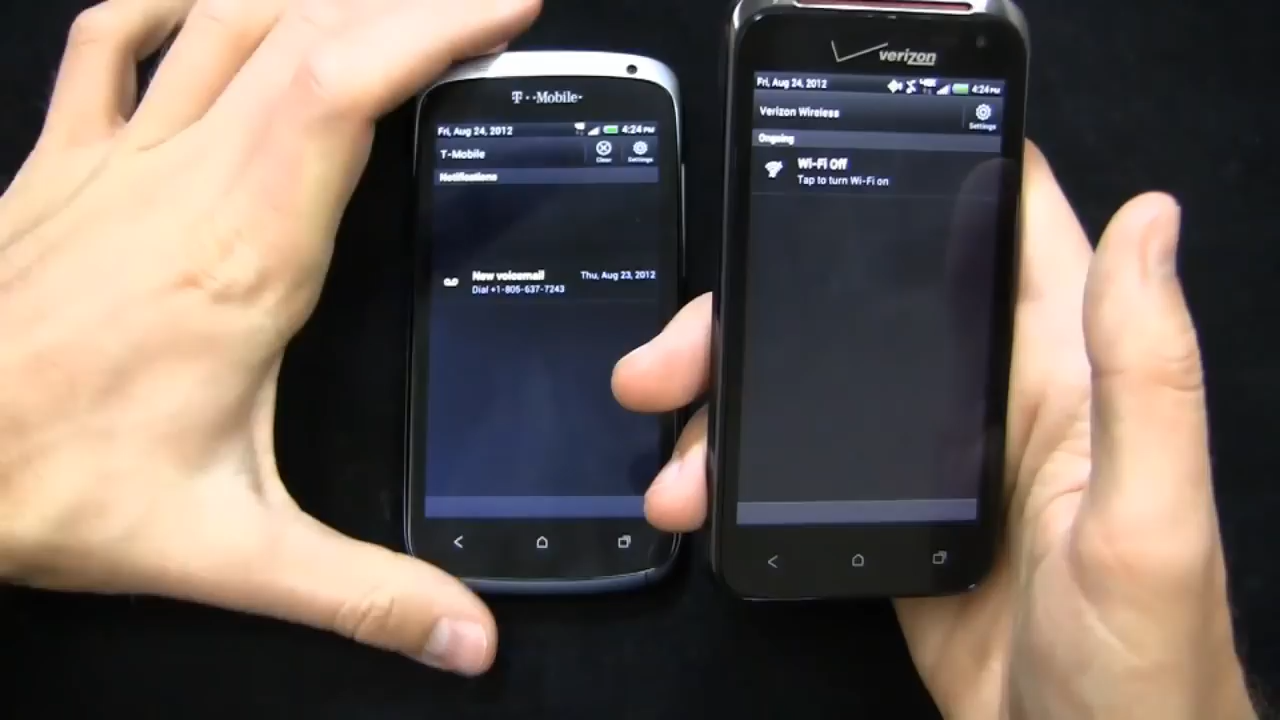 T··Mobile·
Fri, Aug 24, 2012
4:24 PM
T-Mobile
Clear
Settings
Notifications
New voicemail
Thu, Aug 23, 2012
Dial +1-805-637-7243
verizon
Fri, Aug 24, 2012
4:24 PM
Verizon Wireless
Settings
Ongoing
Wi-Fi Off
Tap to turn Wi-Fi on